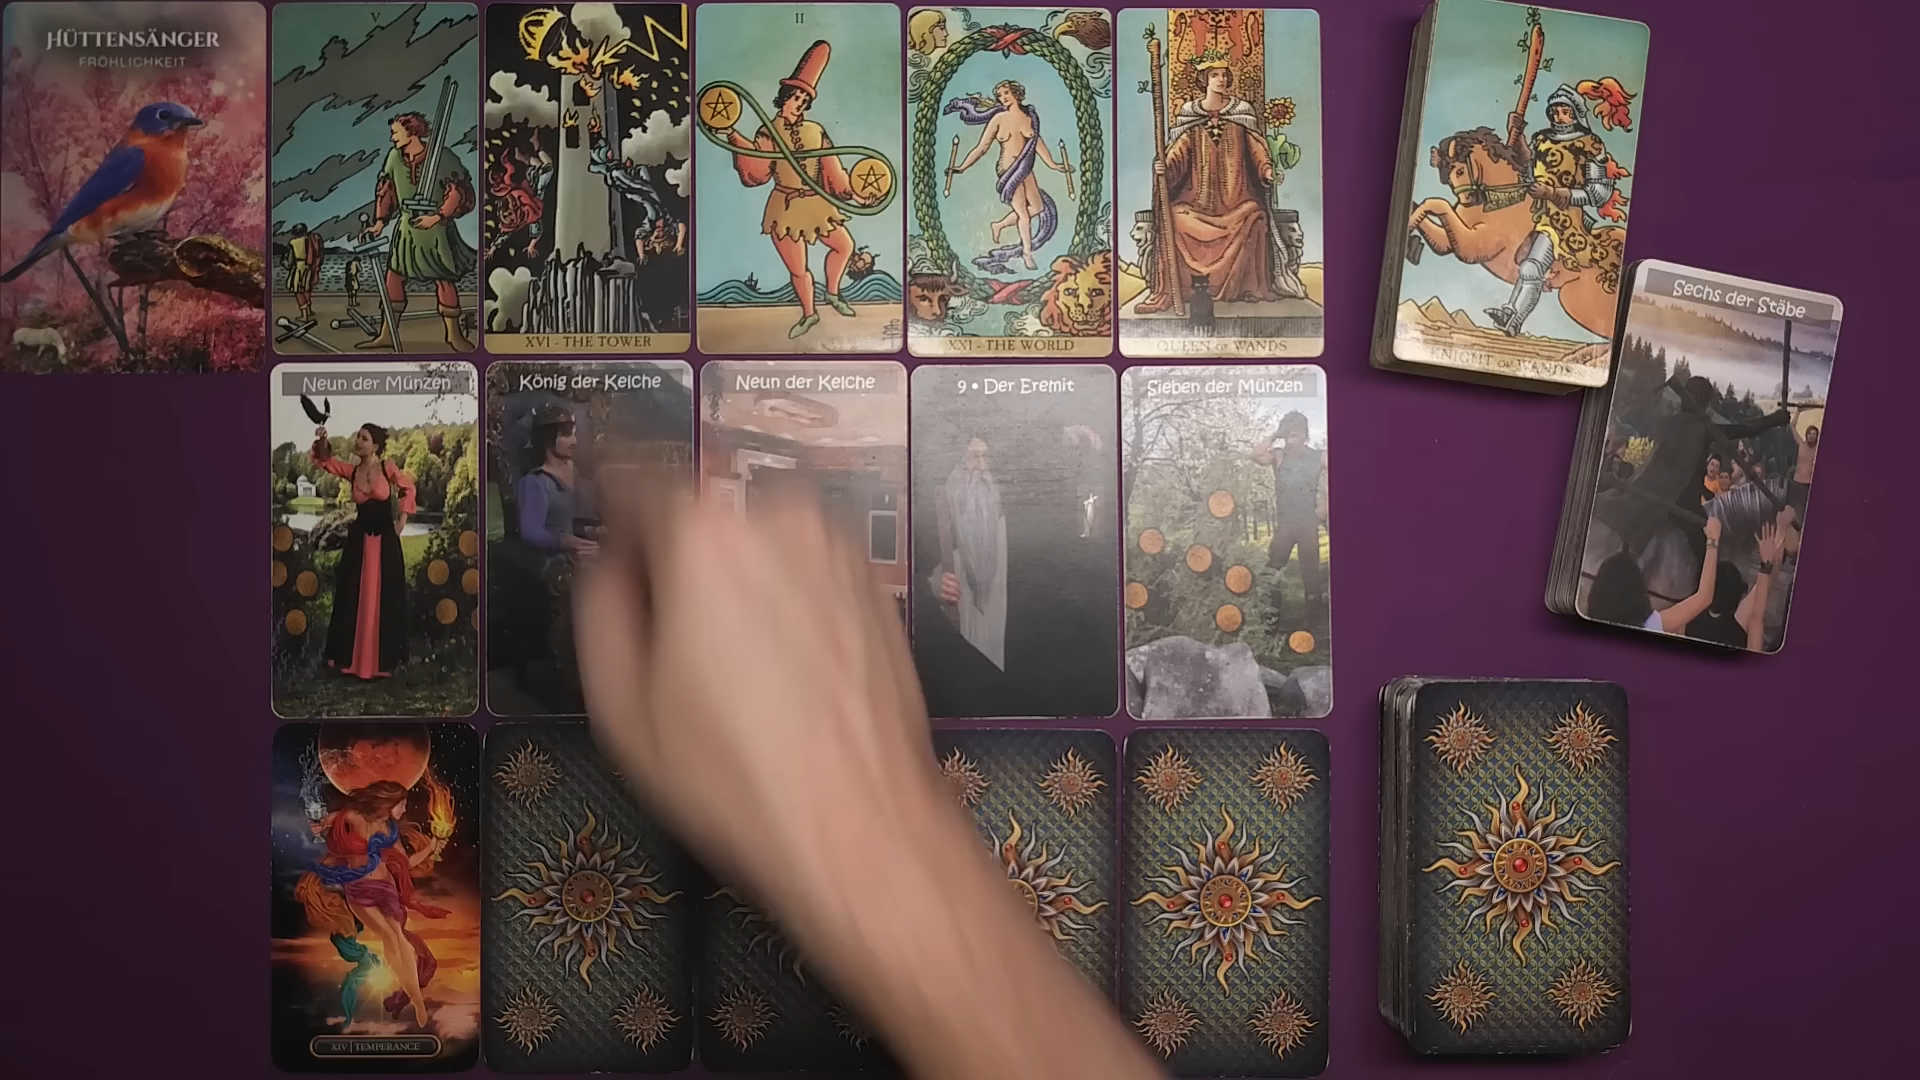 HÜTTENSÄNGER
FRÖHLICHKEIT
V
XVI - THE TOWER
II
XXI - THE WORLD
QUEEN OF WANDS
KNIGHT OF WANDS
Sechs der Stäbe
Neun der Münzen
König der Kelche
Neun der Kelche
9 • Der Eremit
Sieben der Münzen
XIV | TEMPERANCE